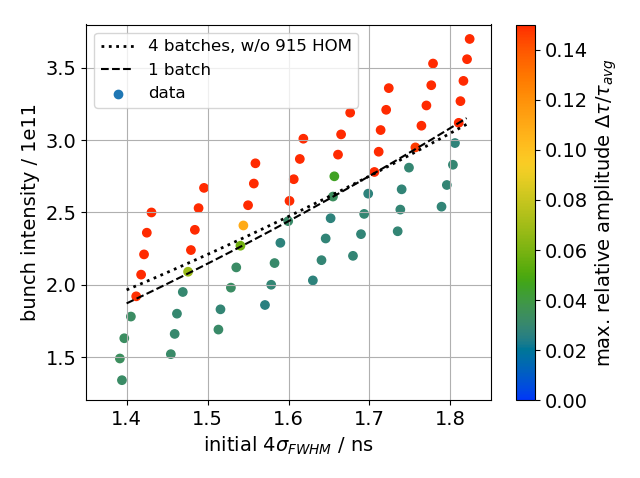 4 batches, w/o 915 HOM
1 batch
data
bunch intensity / 1e11
3.5
3.0
2.5
2.0
1.5
1.4 1.5 1.6 1.7 1.8
initial 4σ_FWHM / ns
0.14
0.12
0.10
0.08
0.06
0.04
0.02
0.00
max. relative amplitude Δτ/τ_avg